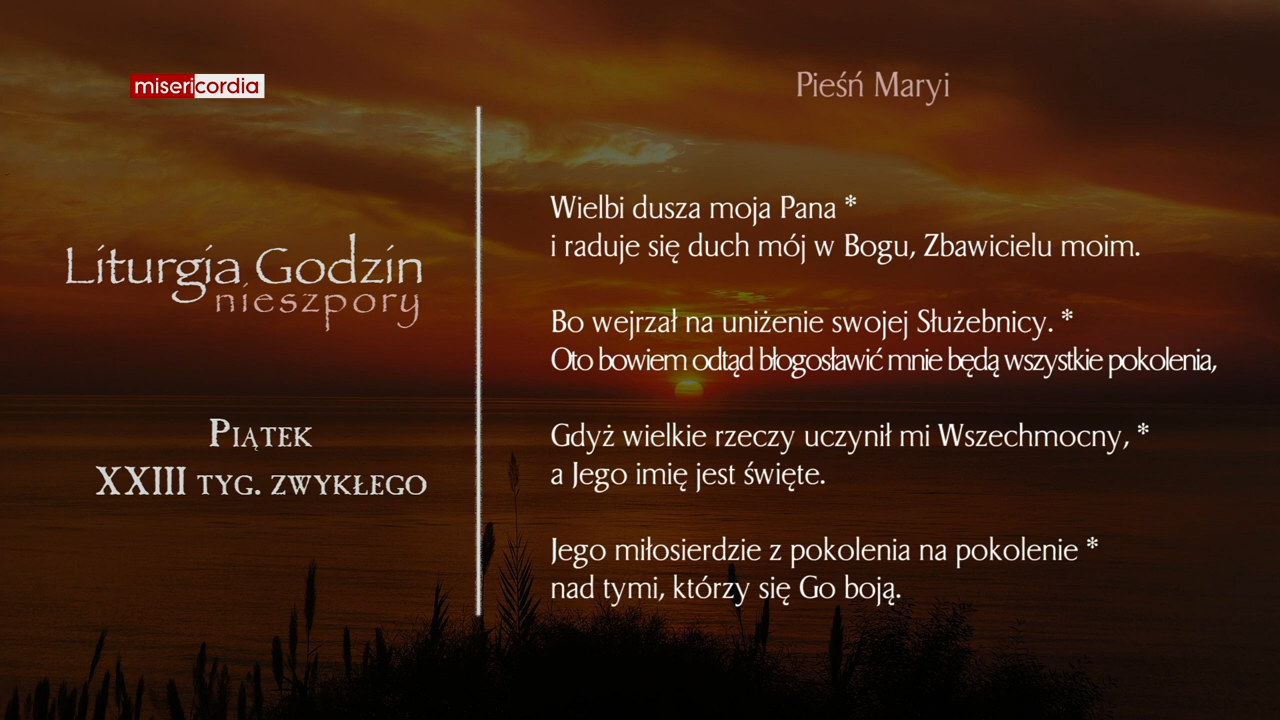 misericordia
Liturgia Godzin
nieszpory
Piątek
XXIII tyg. zwykłego
Pieśń Maryi
Wielbi dusza moja Pana *
i raduje się duch mój w Bogu, Zbawicielu moim.
Bo wejrzał na uniżenie swojej Służebnicy. *
Oto bowiem odtąd błogosławić mnie będą wszystkie pokolenia,
Gdyż wielkie rzeczy uczynił mi Wszechmocny, *
a Jego imię jest święte.
Jego miłosierdzie z pokolenia na pokolenie *
nad tymi, którzy się Go boją.